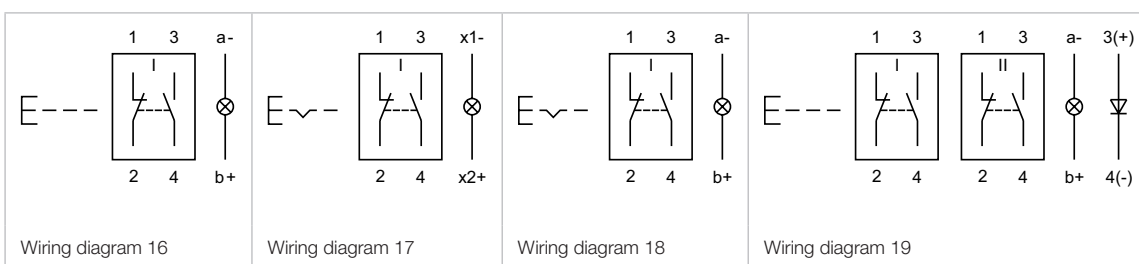 1 3 a-
I
2 4 b+
Wiring diagram 16
1 3 x1-
I
2 4 x2+
Wiring diagram 17
1 3 a-
I
2 4 b+
Wiring diagram 18
1 3 1 3 a- 3(+)
I II
2 4 2 4 b+ 4(-)
Wiring diagram 19